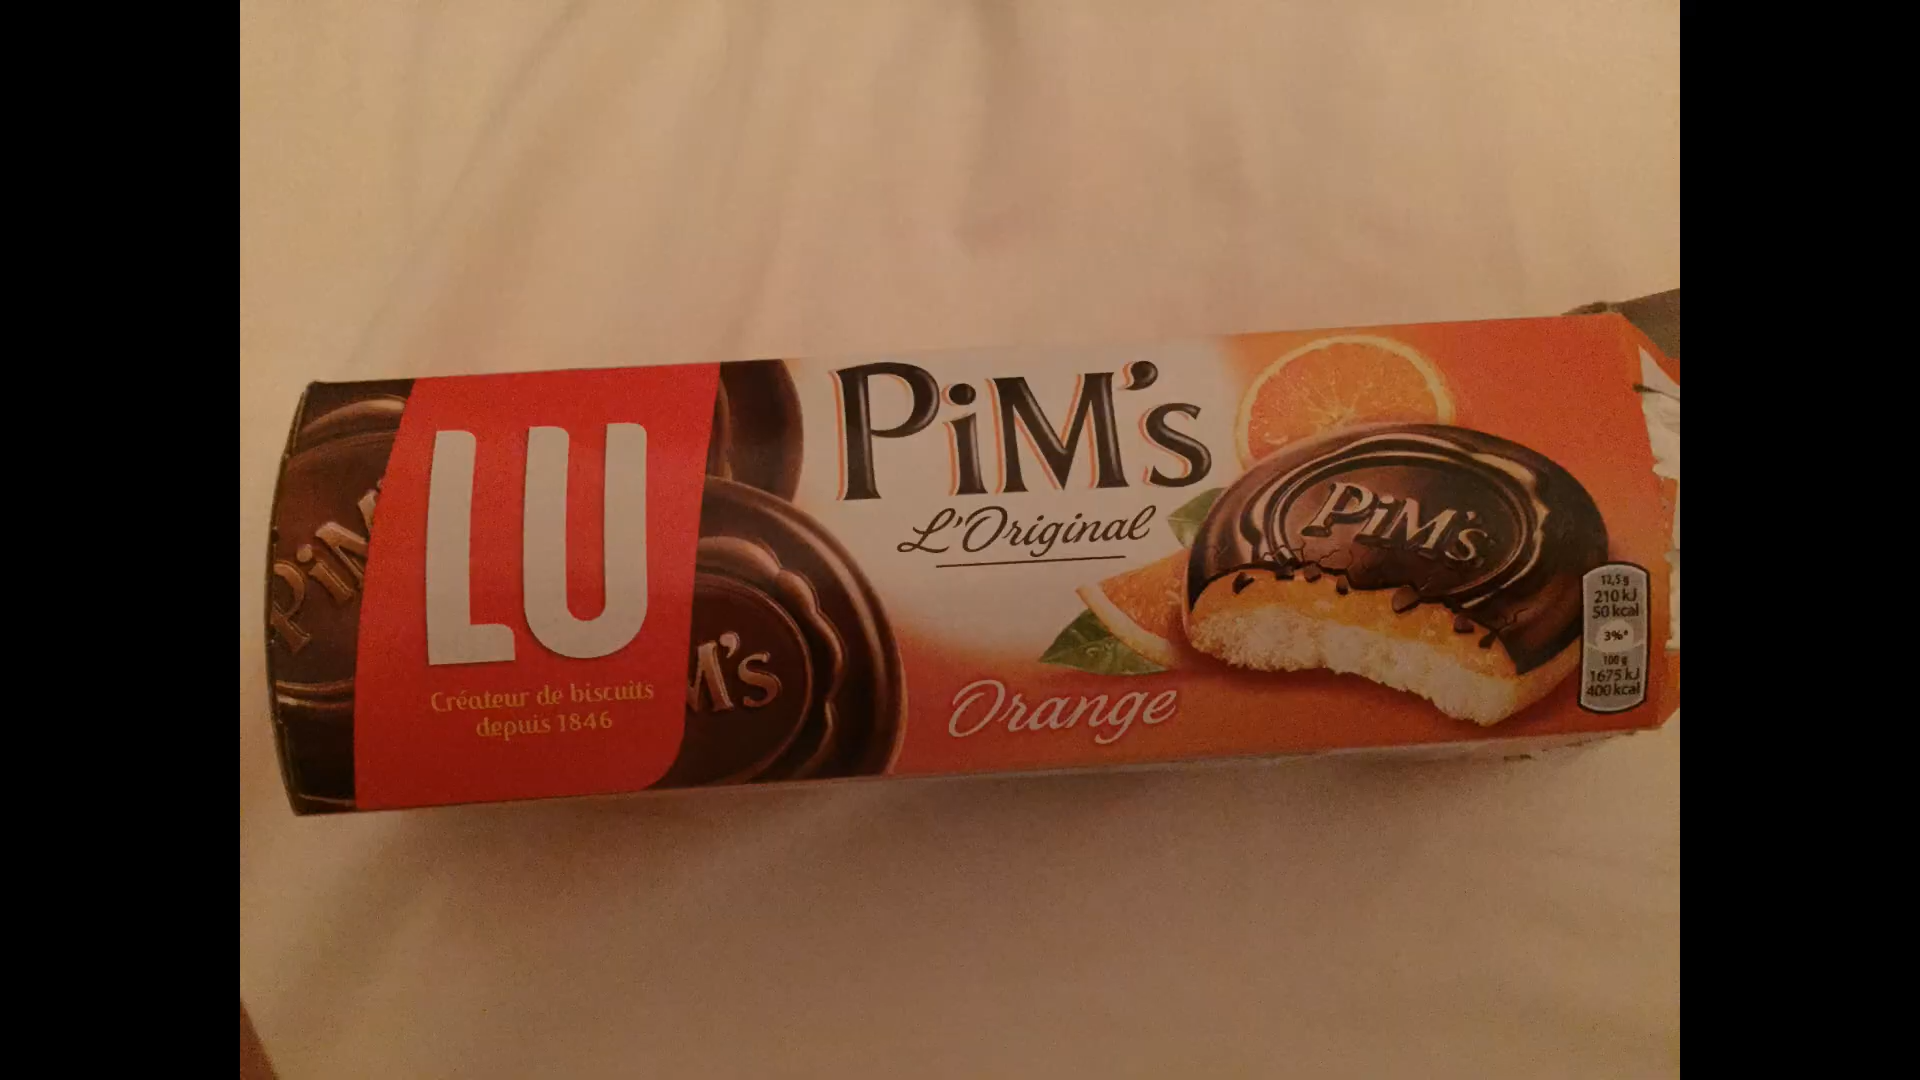 LU
Créateur de biscuits
depuis 1846
PiM's
L'Original
Orange
PiM's
M's
PiM
12,5 g
210 kJ
50 kcal
3%*
100 g
1675 kJ
400 kcal